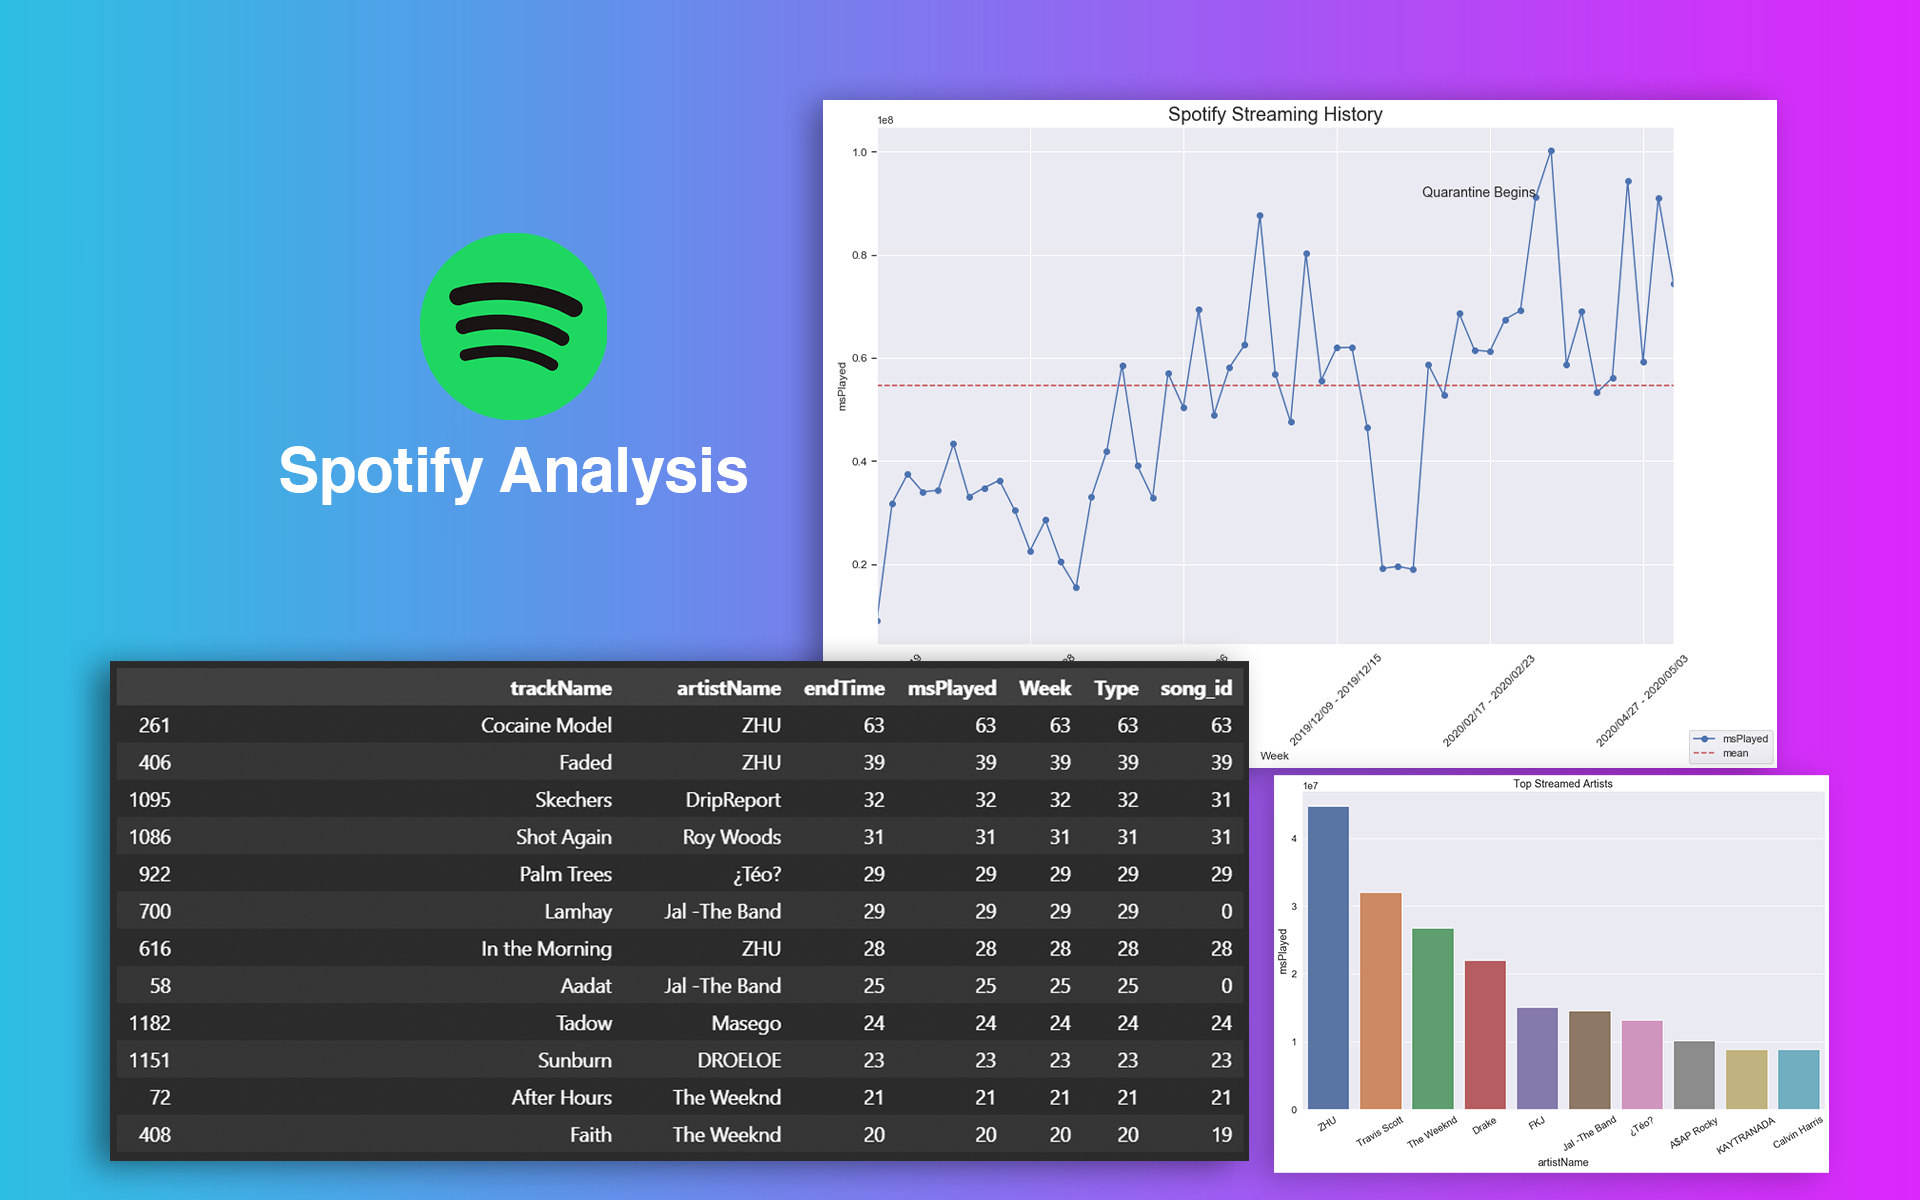 Spotify Analysis
Spotify Streaming History
1e8
1.0
0.8
0.6
0.4
0.2
msPlayed
Quarantine Begins
2019/12/09 - 2019/12/15
2020/02/17 - 2020/02/23
2020/04/27 - 2020/05/03
Week
msPlayed
mean
trackName artistName endTime msPlayed Week Type song_id
261 Cocaine Model ZHU 63 63 63 63 63
406 Faded ZHU 39 39 39 39 39
1095 Skechers DripReport 32 32 32 32 31
1086 Shot Again Roy Woods 31 31 31 31 31
922 Palm Trees ¿Téo? 29 29 29 29 29
700 Lamhay Jal -The Band 29 29 29 29 0
616 In the Morning ZHU 28 28 28 28 28
58 Aadat Jal -The Band 25 25 25 25 0
1182 Tadow Masego 24 24 24 24 24
1151 Sunburn DROELOE 23 23 23 23 23
72 After Hours The Weeknd 21 21 21 21 21
408 Faith The Weeknd 20 20 20 20 19
Top Streamed Artists
1e7
4
3
2
1
0
msPlayed
ZHU
Travis Scott
The Weeknd
Drake
FKJ
Jal -The Band
¿Téo?
A$AP Rocky
KAYTRANADA
Calvin Harris
artistName